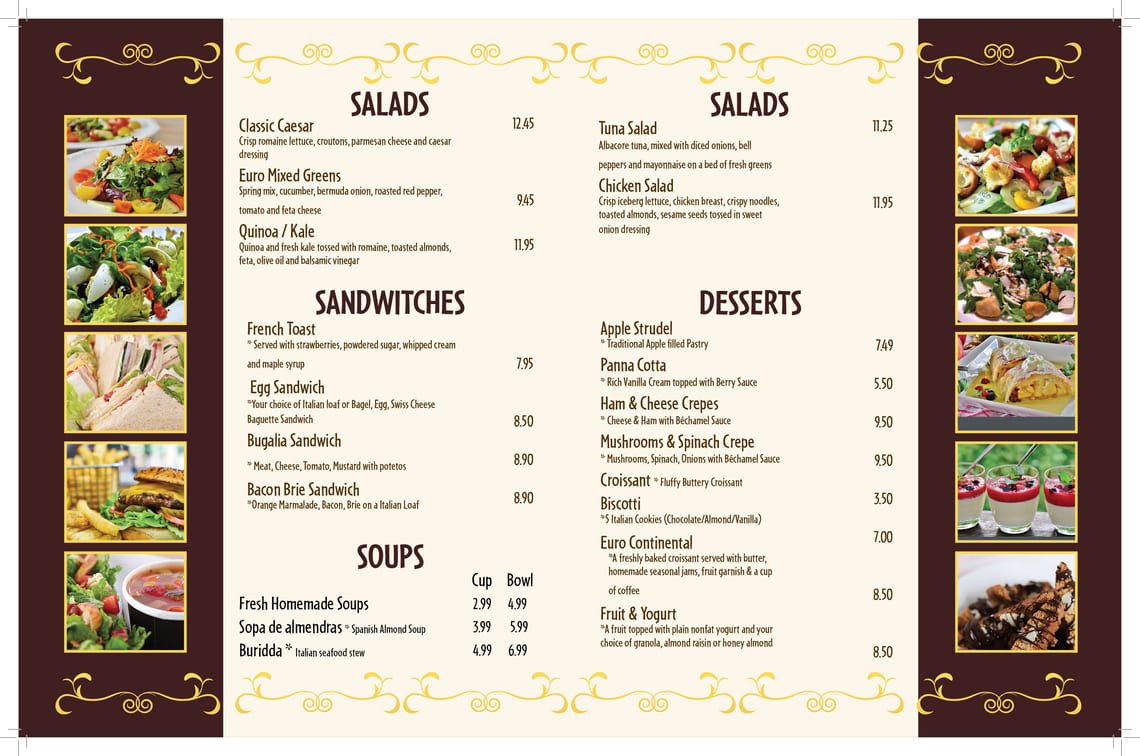 SALADS
Classic Caesar 12.45
Crisp romaine lettuce, croutons, parmesan cheese and caesar
dressing
Euro Mixed Greens
Spring mix, cucumber, bermuda onion, roasted red pepper,
9.45
tomato and feta cheese
Quinoa / Kale
Quinoa and fresh kale tossed with romaine, toasted almonds, 11.95
feta, olive oil and balsamic vinegar
SANDWITCHES
French Toast
* Served with strawberries, powdered sugar, whipped cream
and maple syrup 7.95
Egg Sandwich
*Your choice of Italian loaf or Bagel, Egg, Swiss Cheese
Baguette Sandwich 8.50
Bugalia Sandwich
8.90
* Meat, Cheese, Tomato, Mustard with potetos
Bacon Brie Sandwich 8.90
*Orange Marmalade, Bacon, Brie on a Italian Loaf
SOUPS
Cup Bowl
Fresh Homemade Soups 2.99 4.99
Sopa de almendras * Spanish Almond Soup 3.99 5.99
Buridda * Italian seafood stew 4.99 6.99
SALADS
Tuna Salad 11.25
Albacore tuna, mixed with diced onions, bell
peppers and mayonnaise on a bed of fresh greens
Chicken Salad
Crisp iceberg lettuce, chicken breast, crispy noodles, 11.95
toasted almonds, sesame seeds tossed in sweet
onion dressing
DESSERTS
Apple Strudel
* Traditional Apple filled Pastry 7.49
Panna Cotta
* Rich Vanilla Cream topped with Berry Sauce 5.50
Ham & Cheese Crepes
* Cheese & Ham with Béchamel Sauce 9.50
Mushrooms & Spinach Crepe
* Mushrooms, Spinach, Onions with Béchamel Sauce 9.50
Croissant * Fluffy Buttery Croissant
3.50
Biscotti
*5 Italian Cookies (Chocolate/Almond/Vanilla)
7.00
Euro Continental
*A freshly baked croissant served with butter,
homemade seasonal jams, fruit garnish & a cup
of coffee 8.50
Fruit & Yogurt
*A fruit topped with plain nonfat yogurt and your
choice of granola, almond raisin or honey almond
8.50